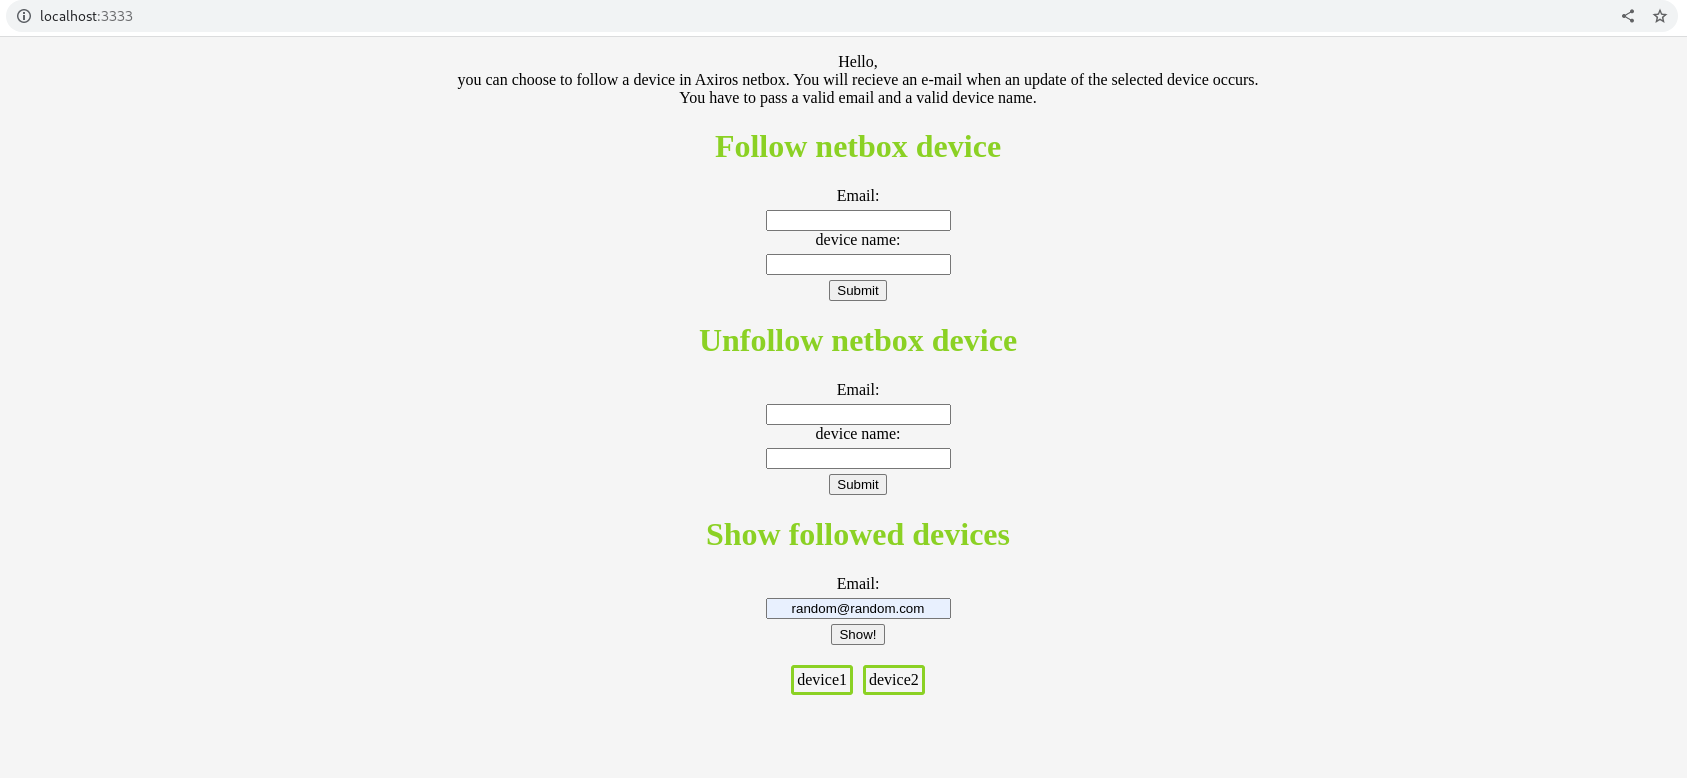 localhost:3333
Hello,
you can choose to follow a device in Axiros netbox. You will recieve an e-mail when an update of the selected device occurs.
You have to pass a valid email and a valid device name.
Follow netbox device
Email:
device name:
Submit
Unfollow netbox device
Email:
device name:
Submit
Show followed devices
Email:
random@random.com
Show!
device1 device2